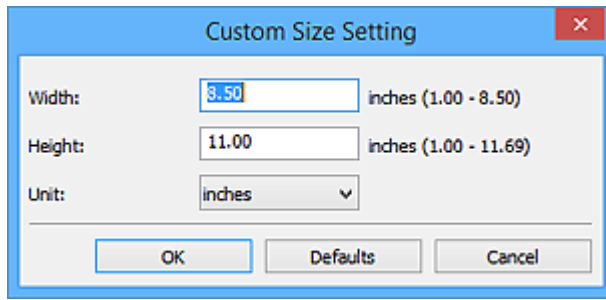 Custom Size Setting
Width: 8.50 inches (1.00 - 8.50)
Height: 11.00 inches (1.00 - 11.69)
Unit: inches
OK Defaults Cancel